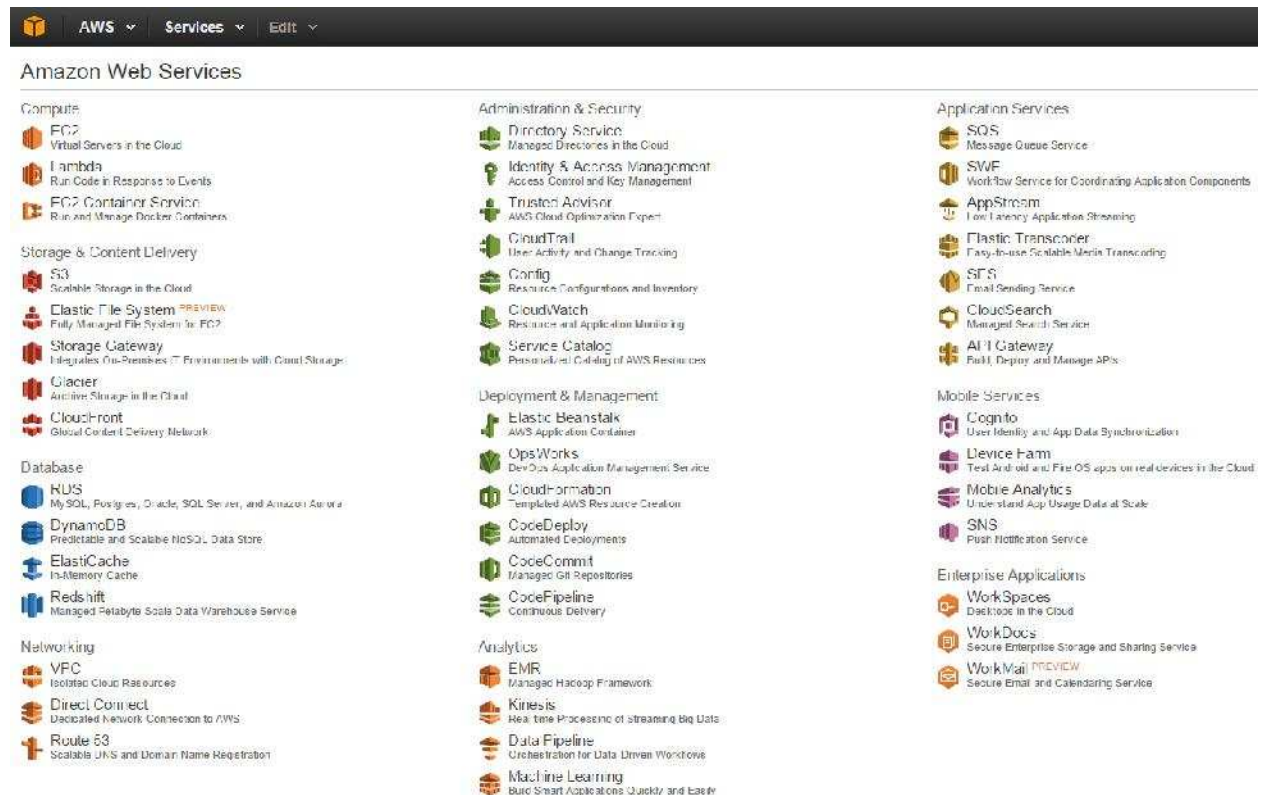 AWS Services Edit
Amazon Web Services
Compute
EC2
Virtual Servers in the Cloud
Lambda
Run Code in Response to Events
EC2 Container Service
Run and Manage Docker Containers
Storage & Content Delivery
S3
Scalable Storage in the Cloud
Elastic File System PREVIEW
Fully Managed File System for EC2
Storage Gateway
Integrates On-Premises IT Environments with Cloud Storage
Glacier
Archive Storage in the Cloud
CloudFront
Global Content Delivery Network
Database
RDS
MySQL, Postgres, Oracle, SQL Server, and Amazon Aurora
DynamoDB
Predictable and Scalable NoSQL Data Store
ElastiCache
In-Memory Cache
Redshift
Managed Petabyte-Scale Data Warehouse Service
Networking
VPC
Isolated Cloud Resources
Direct Connect
Dedicated Network Connection to AWS
Route 53
Scalable DNS and Domain Name Registration
Administration & Security
Directory Service
Managed Directories in the Cloud
Identity & Access Management
Access Control and Key Management
Trusted Advisor
AWS Cloud Optimization Expert
CloudTrail
User Activity and Change Tracking
Config
Resource Configurations and Inventory
CloudWatch
Resource and Application Monitoring
Service Catalog
Personalized Catalog of AWS Resources
Deployment & Management
Elastic Beanstalk
AWS Application Container
OpsWorks
DevOps Application Management Service
CloudFormation
Templated AWS Resource Creation
CodeDeploy
Automated Deployments
CodeCommit
Managed Git Repositories
CodePipeline
Continuous Delivery
Analytics
EMR
Managed Hadoop Framework
Kinesis
Real-time Processing of Streaming Big Data
Data Pipeline
Orchestration for Data-Driven Workflows
Machine Learning
Build Smart Applications Quickly and Easily
Application Services
SQS
Message Queue Service
SWF
Workflow Service for Coordinating Application Components
AppStream
Low Latency Application Streaming
Elastic Transcoder
Easy-to-use Scalable Media Transcoding
SES
Email Sending Service
CloudSearch
Managed Search Service
API Gateway
Build, Deploy and Manage APIs
Mobile Services
Cognito
User Identity and App Data Synchronization
Device Farm
Test Android and Fire OS apps on real devices in the Cloud
Mobile Analytics
Understand App Usage Data at Scale
SNS
Push Notification Service
Enterprise Applications
WorkSpaces
Desktops in the Cloud
WorkDocs
Secure Enterprise Storage and Sharing Service
WorkMail PREVIEW
Secure Email and Calendaring Service